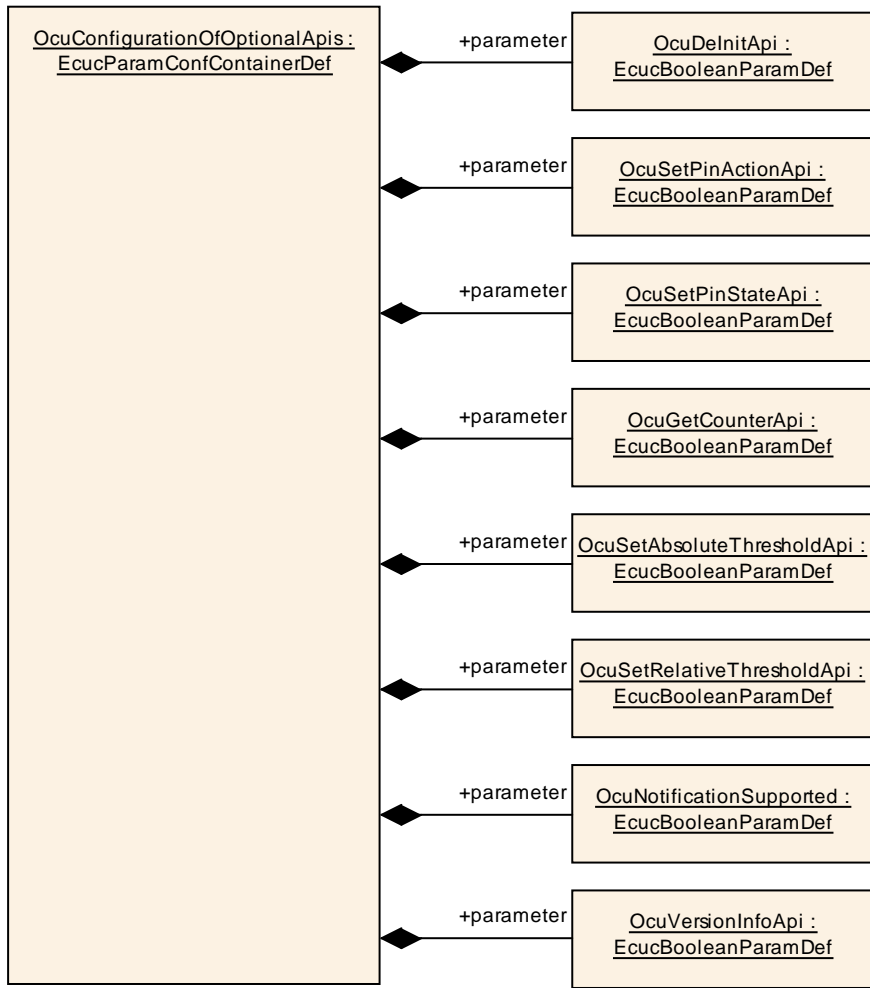 OcuConfigurationOfOptionalApis :
EcucParamConfContainerDef
+parameter
OcuDeInitApi :
EcucBooleanParamDef
+parameter
OcuSetPinActionApi :
EcucBooleanParamDef
+parameter
OcuSetPinStateApi :
EcucBooleanParamDef
+parameter
OcuGetCounterApi :
EcucBooleanParamDef
+parameter
OcuSetAbsoluteThresholdApi :
EcucBooleanParamDef
+parameter
OcuSetRelativeThresholdApi :
EcucBooleanParamDef
+parameter
OcuNotificationSupported :
EcucBooleanParamDef
+parameter
OcuVersionInfoApi :
EcucBooleanParamDef